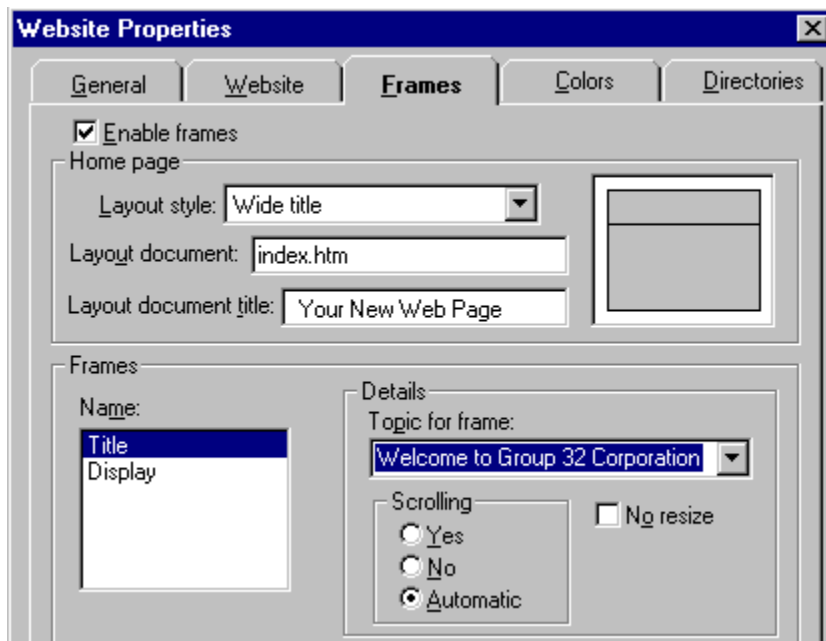 Website Properties
General Website Frames Colors Directories
Enable frames
Home page
Layout style: Wide title
Layout document: index.htm
Layout document title: Your New Web Page
Frames
Name:
Title
Display
Details
Topic for frame:
Welcome to Group 32 Corporation
Scrolling
Yes
No
Automatic
No resize